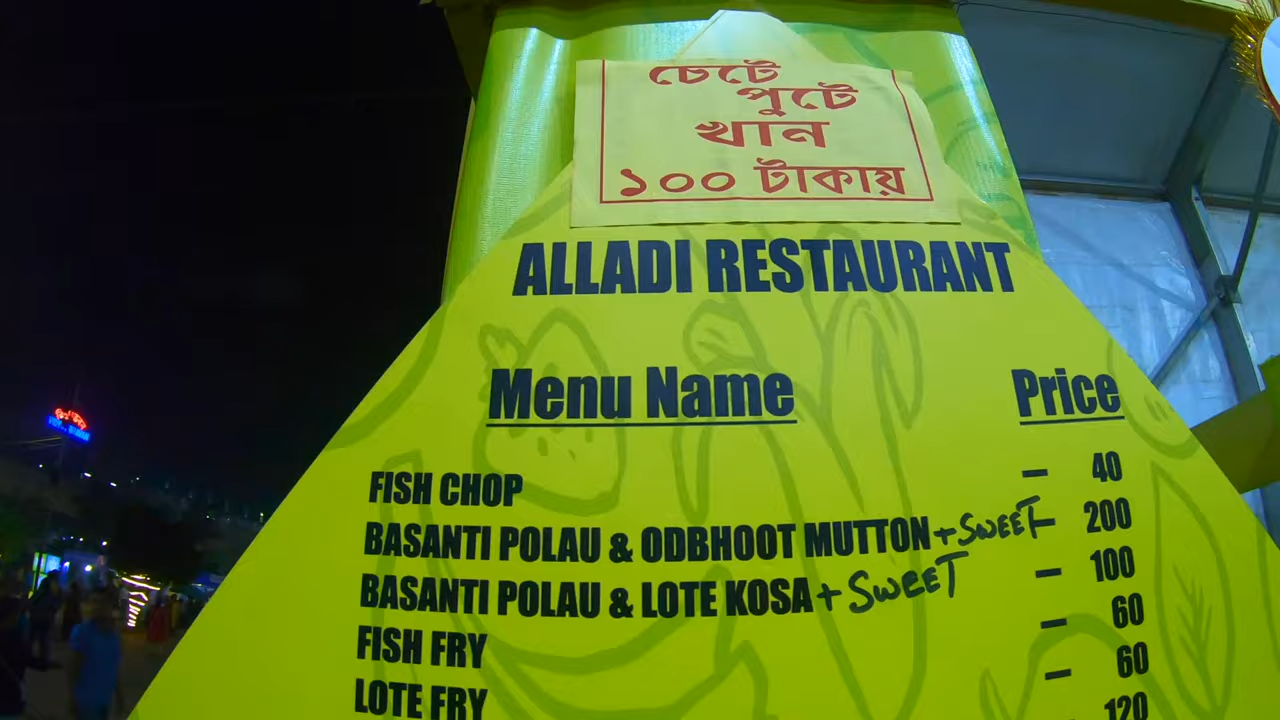 চেটে
পুটে
খান
১০০ টাকায়
ALLADI RESTAURANT
Menu Name Price
FISH CHOP – 40
BASANTI POLAU & ODBHOOT MUTTON + SWEET – 200
BASANTI POLAU & LOTE KOSA + SWEET – 100
FISH FRY – 60
LOTE FRY – 60
120